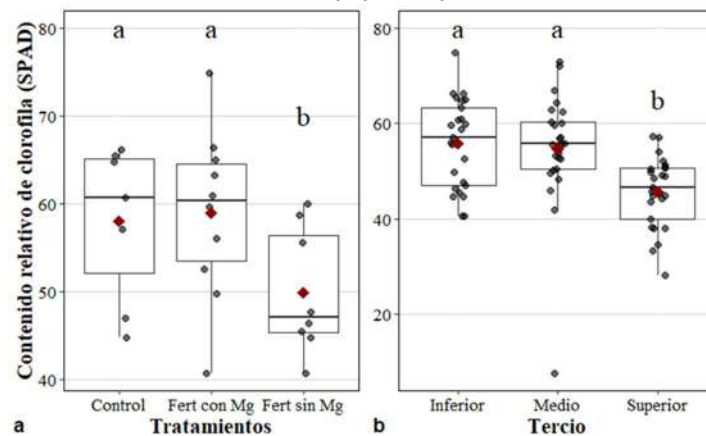 Contenido relativo de clorofila (SPAD)
80
70
60
50
40
a
a
b
Control
Fert con Mg
Fert sin Mg
a
Tratamientos
80
60
40
20
a
a
b
Inferior
Medio
Superior
b
Tercio